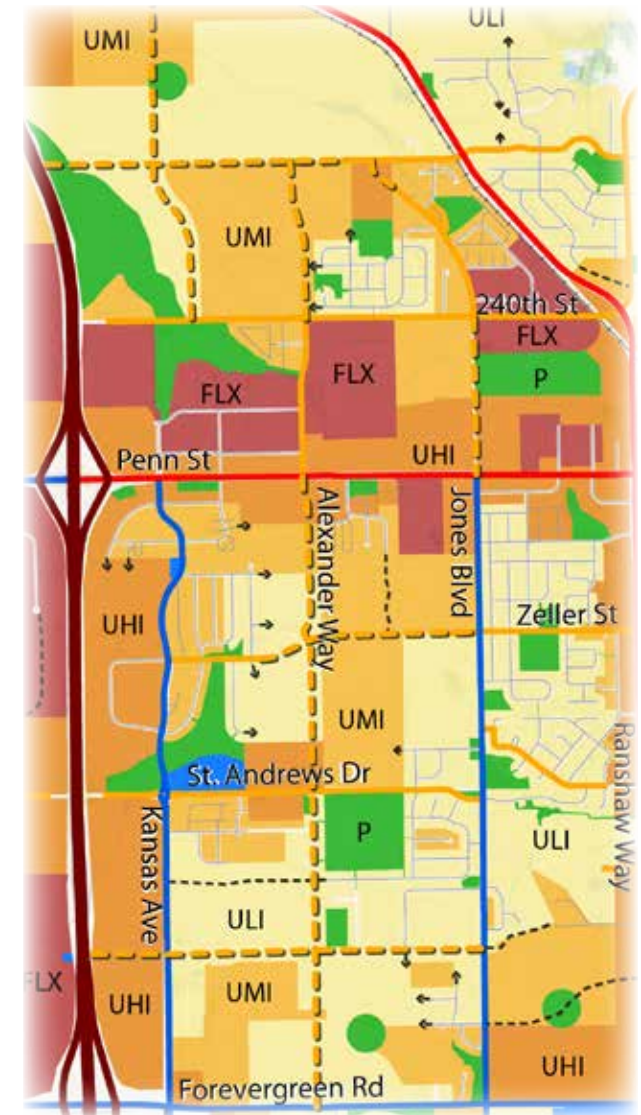 ULI
UMI
UMI
240th St
FLX
FLX
FLX
P
Penn St
UHI
Alexander Way
Jones Blvd
UHI
Zeller St
UMI
Ranshaw Way
St. Andrews Dr
Kansas Ave
P
ULI
ULI
FLX
UHI
UMI
UHI
Forevergreen Rd